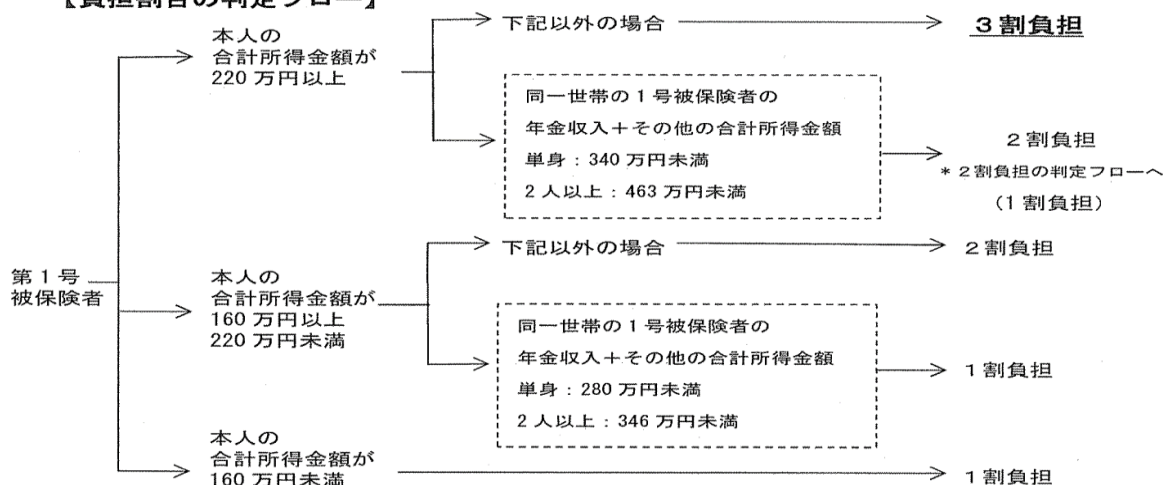 【負担割合の判定フロー】
本人の
合計所得金額が
220万円以上
下記以外の場合
3割負担
同一世帯の1号被保険者の
年金収入+その他の合計所得金額
単身:340万円未満
2人以上:463万円未満
2割負担
*2割負担の判定フローへ
(1割負担)
第1号
被保険者
本人の
合計所得金額が
160万円以上
220万円未満
下記以外の場合
2割負担
同一世帯の1号被保険者の
年金収入+その他の合計所得金額
単身:280万円未満
2人以上:346万円未満
1割負担
本人の
合計所得金額が
160万円未満
1割負担